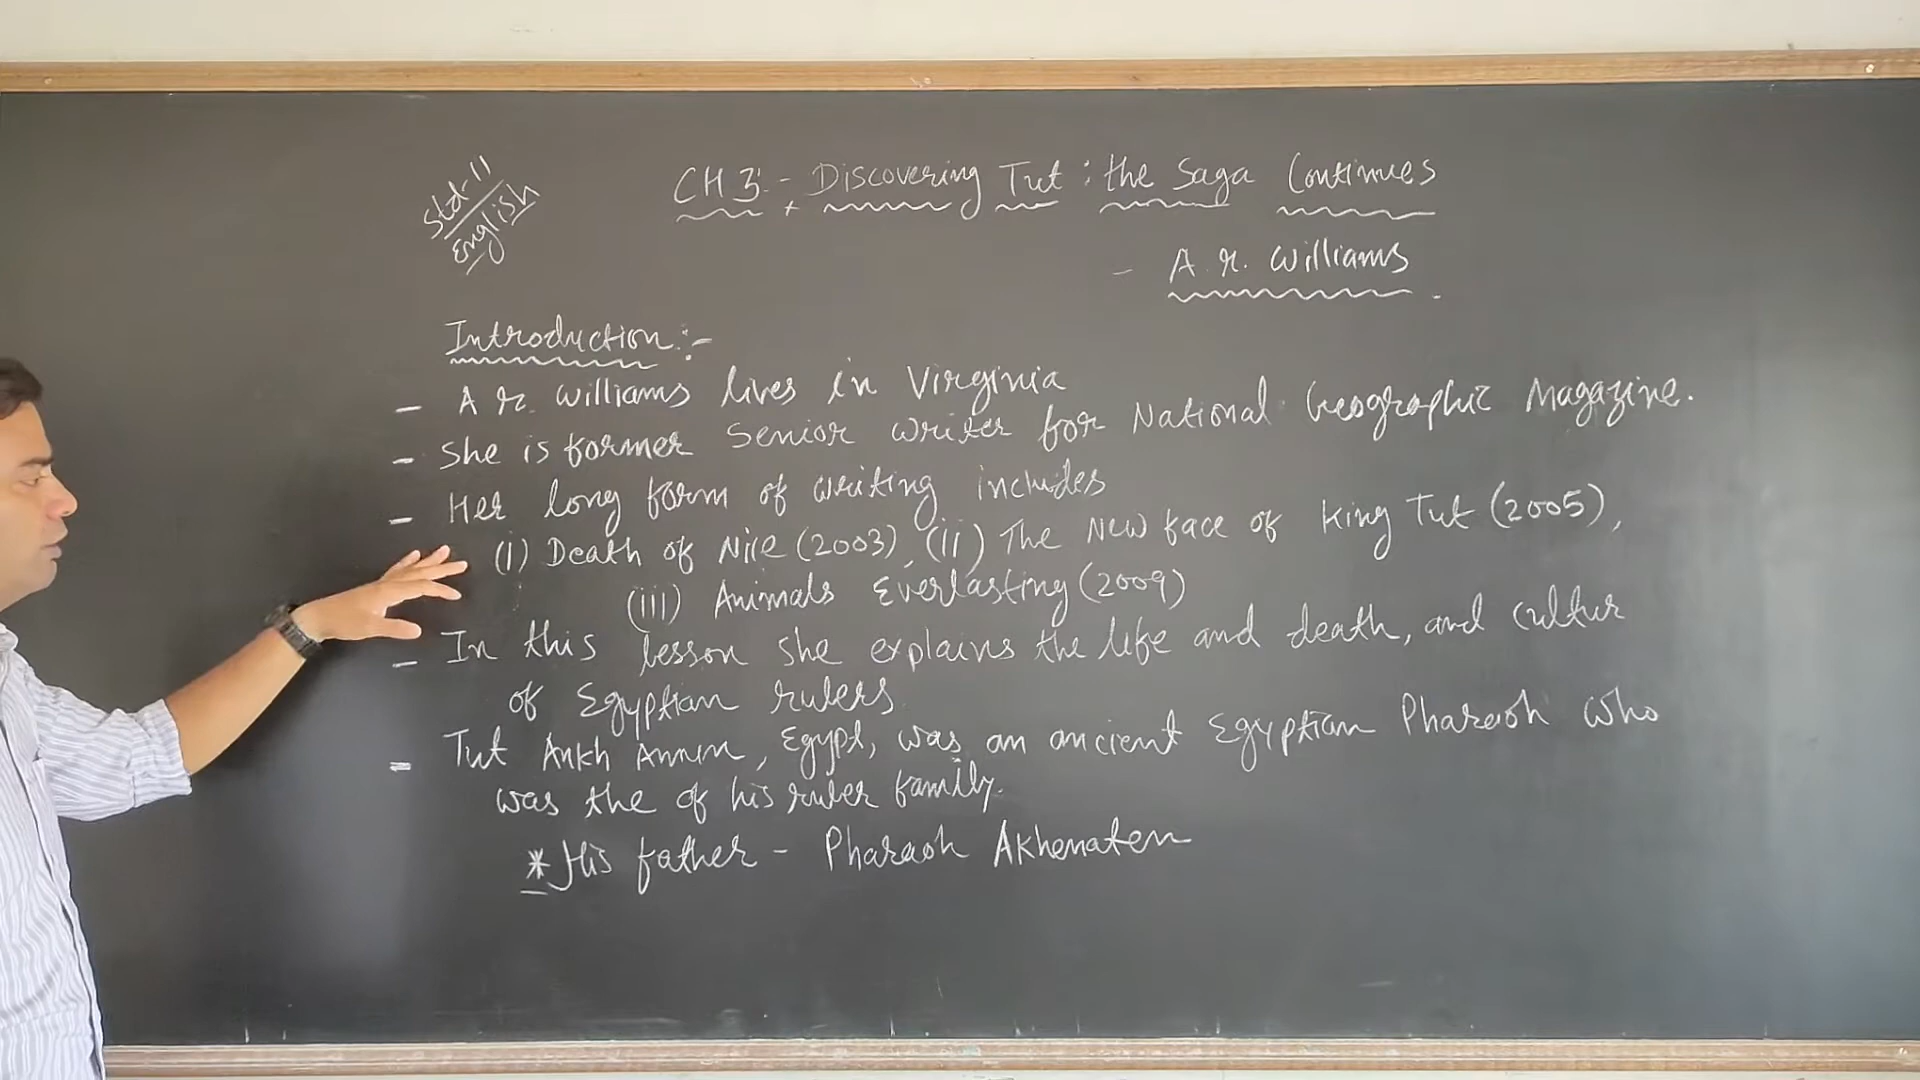 Std-11
English
CH 3 :- Discovering Tut : the Saga Continues
- A. R. Williams
Introduction :-
- A R. Williams lives in Virginia
- She is former Senior writer for National Geographic Magazine.
- Her long form of writing includes
(i) Death of Nile (2003), (ii) The New face of King Tut (2005),
(iii) Animals Everlasting (2009)
- In this lesson she explains the life and death, and cultur
of Egyptian rulers
- Tut Ankh Amun, Egypt, was an ancient Egyptian Pharaoh who
was the of his ruler family.
* His father - Pharaoh Akhenaten